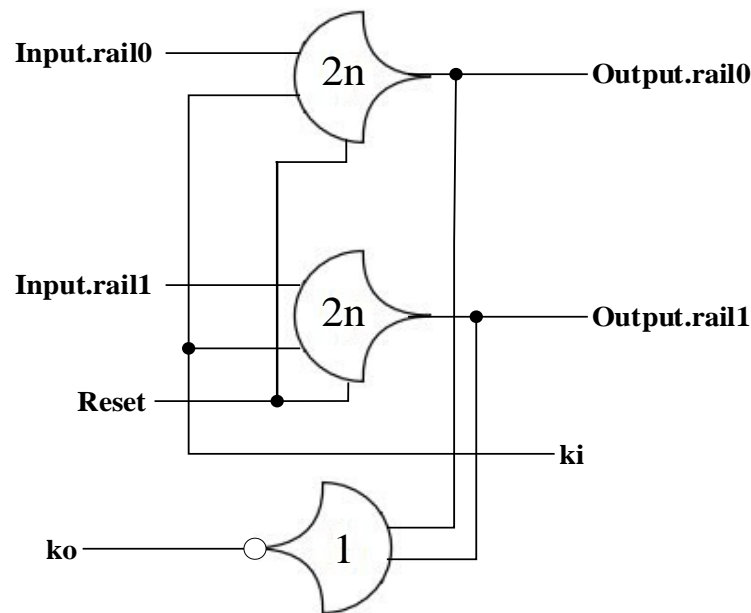 Input.rail0
2n
Output.rail0
Input.rail1
2n
Output.rail1
Reset
ki
ko
1